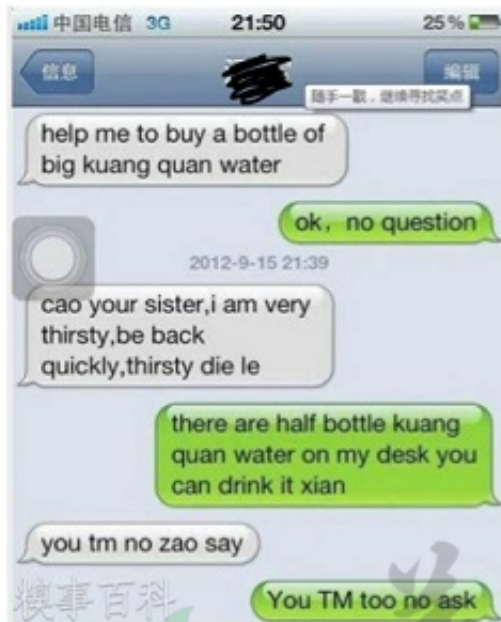 中国电信 3G 21:50 25%
信息 编辑
随手一戳，继续寻找笑点
help me to buy a bottle of
big kuang quan water
ok，no question
2012-9-15 21:39
cao your sister,i am very
thirsty,be back
quickly,thirsty die le
there are half bottle kuang
quan water on my desk you
can drink it xian
you tm no zao say
You TM too no ask
糗事百科